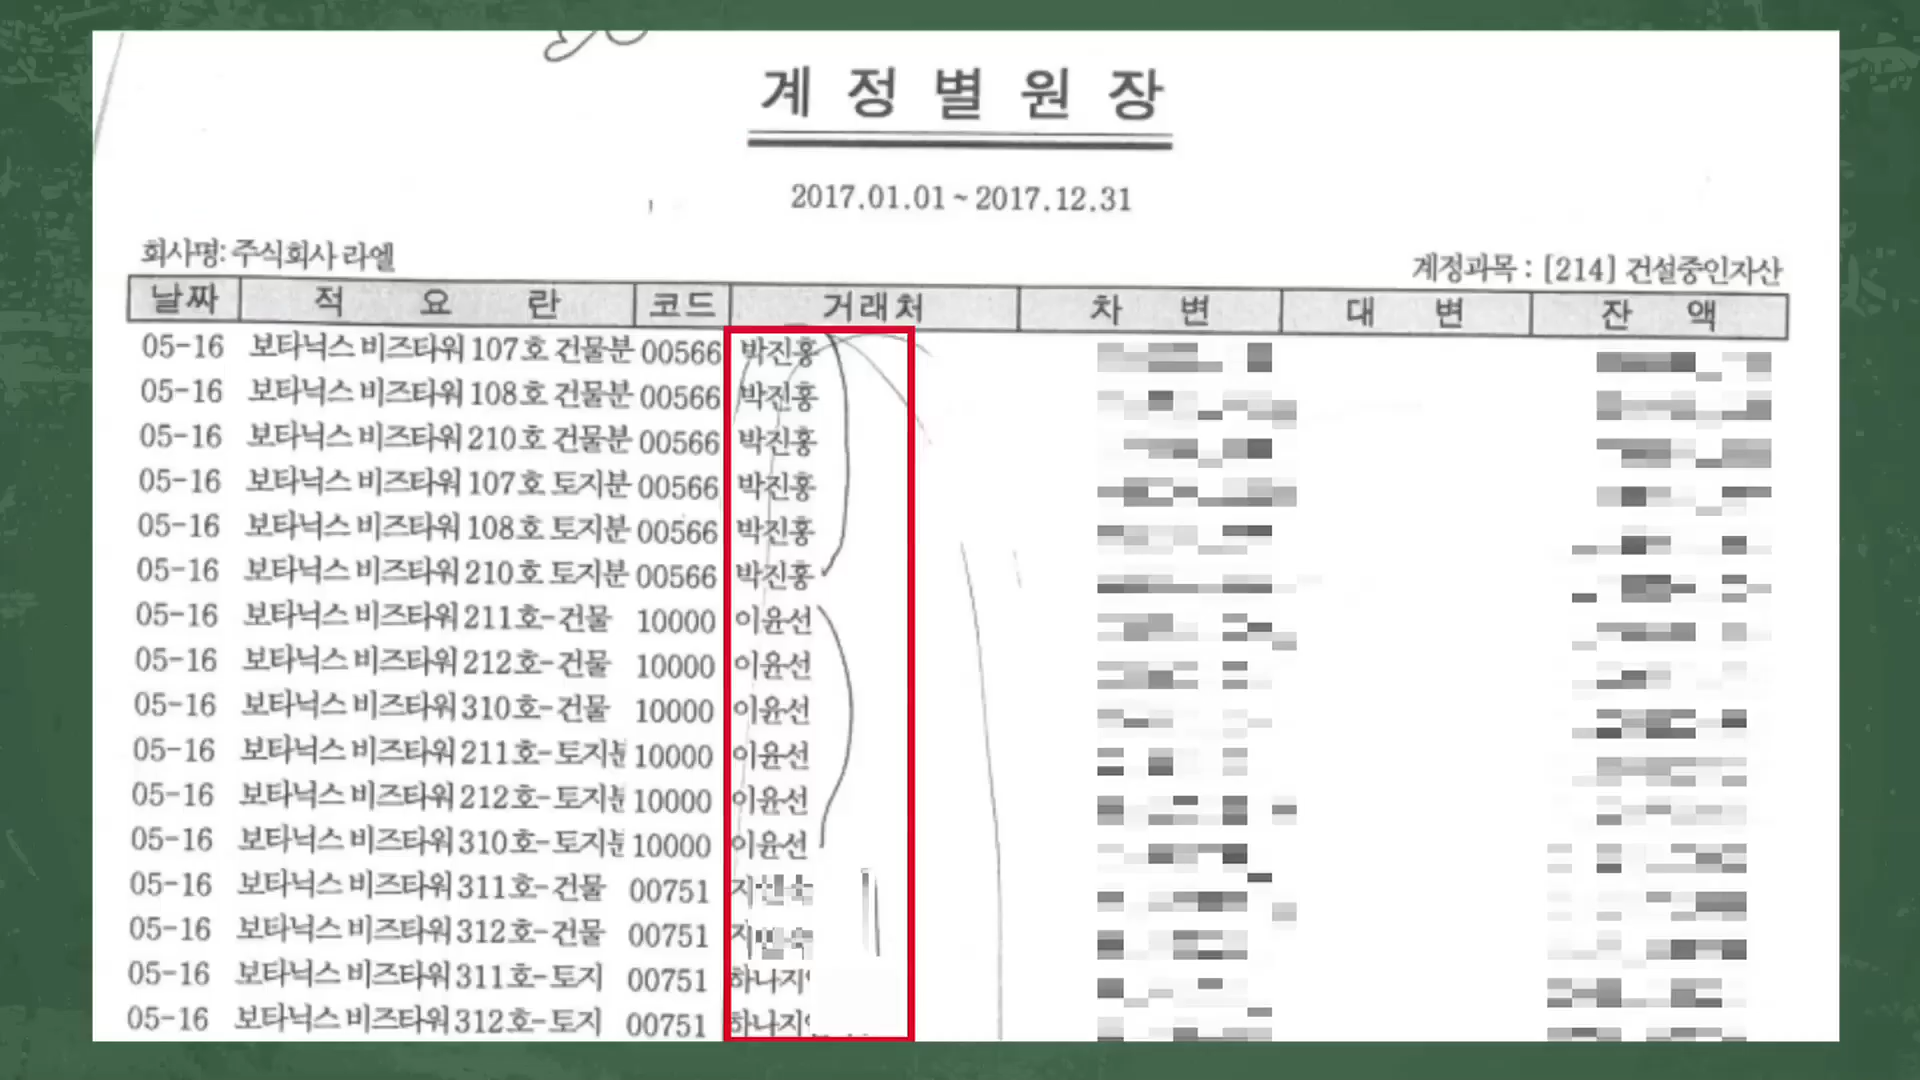 계정별원장
2017.01.01 ~ 2017.12.31
회사명: 주식회사 라엘
계정과목 : [214] 건설중인자산
날짜 적 요 란 코드 거래처 차 변 대 변 잔 액
05-16 보타닉스 비즈타워 107호 건물분 00566 박진홍
05-16 보타닉스 비즈타워 108호 건물분 00566 박진홍
05-16 보타닉스 비즈타워 210호 건물분 00566 박진홍
05-16 보타닉스 비즈타워 107호 토지분 00566 박진홍
05-16 보타닉스 비즈타워 108호 토지분 00566 박진홍
05-16 보타닉스 비즈타워 210호 토지분 00566 박진홍
05-16 보타닉스 비즈타워 211호-건물 10000 이윤선
05-16 보타닉스 비즈타워 212호-건물 10000 이윤선
05-16 보타닉스 비즈타워 310호-건물 10000 이윤선
05-16 보타닉스 비즈타워 211호-토지분 10000 이윤선
05-16 보타닉스 비즈타워 212호-토지분 10000 이윤선
05-16 보타닉스 비즈타워 310호-토지분 10000 이윤선
05-16 보타닉스 비즈타워 311호-건물 00751 지
05-16 보타닉스 비즈타워 312호-건물 00751 지
05-16 보타닉스 비즈타워 311호-토지 00751 하나지
05-16 보타닉스 비즈타워 312호-토지 00751 하나지